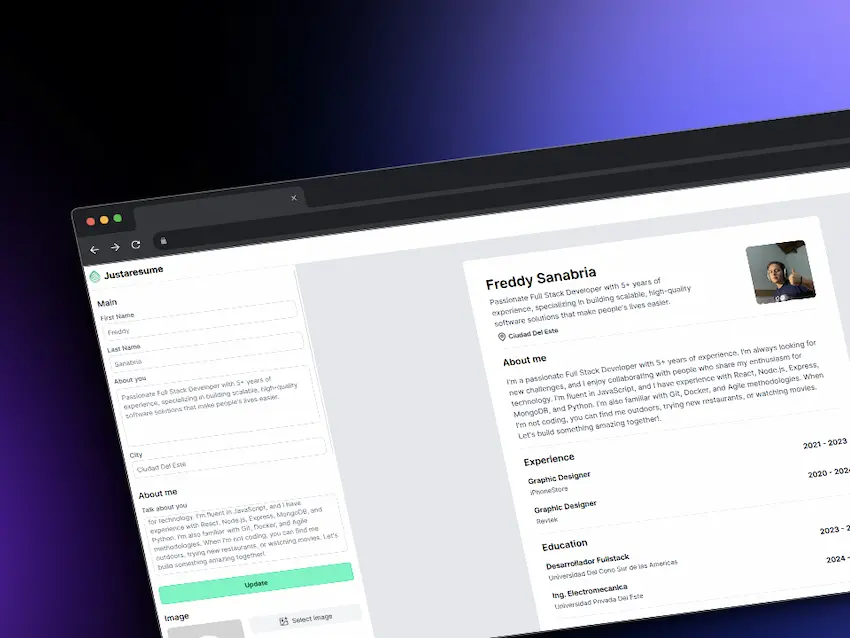 Justaresume
Main
First Name
Freddy
Last Name
Sanabria
About you
Passionate Full Stack Developer with 5+ years of
experience, specializing in building scalable, high-quality
software solutions that make people's lives easier.
City
Ciudad Del Este
About me
Talk about you
for technology. I'm fluent in JavaScript, and I have
experience with React, Node.js, Express, MongoDB, and
Python. I'm also familiar with Git, Docker, and Agile
methodologies. When I'm not coding, you can find me
outdoors, trying new restaurants, or watching movies. Let's
build something amazing together!
Update
Image
Select image
Freddy Sanabria
Passionate Full Stack Developer with 5+ years of
experience, specializing in building scalable, high-quality
software solutions that make people's lives easier.
Ciudad Del Este
About me
I'm a passionate Full Stack Developer with 5+ years of experience, I'm always looking for
new challenges, and I enjoy collaborating with people who share my enthusiasm for
technology. I'm fluent in JavaScript, and I have experience with React, Node.js, Express,
MongoDB, and Python. I'm also familiar with Git, Docker, and Agile methodologies. When
I'm not coding, you can find me outdoors, trying new restaurants, or watching movies.
Let's build something amazing together!.
Experience
Graphic Designer
2021 - 2023
iPhoneStore
Graphic Designer
2020 - 2024
Revtek
Education
Desarrollador Fullstack
2023 - 2
Universidad Del Cono Sur de las Americas
Ing. Electromecanica
2024 -
Universidad Privada Del Este